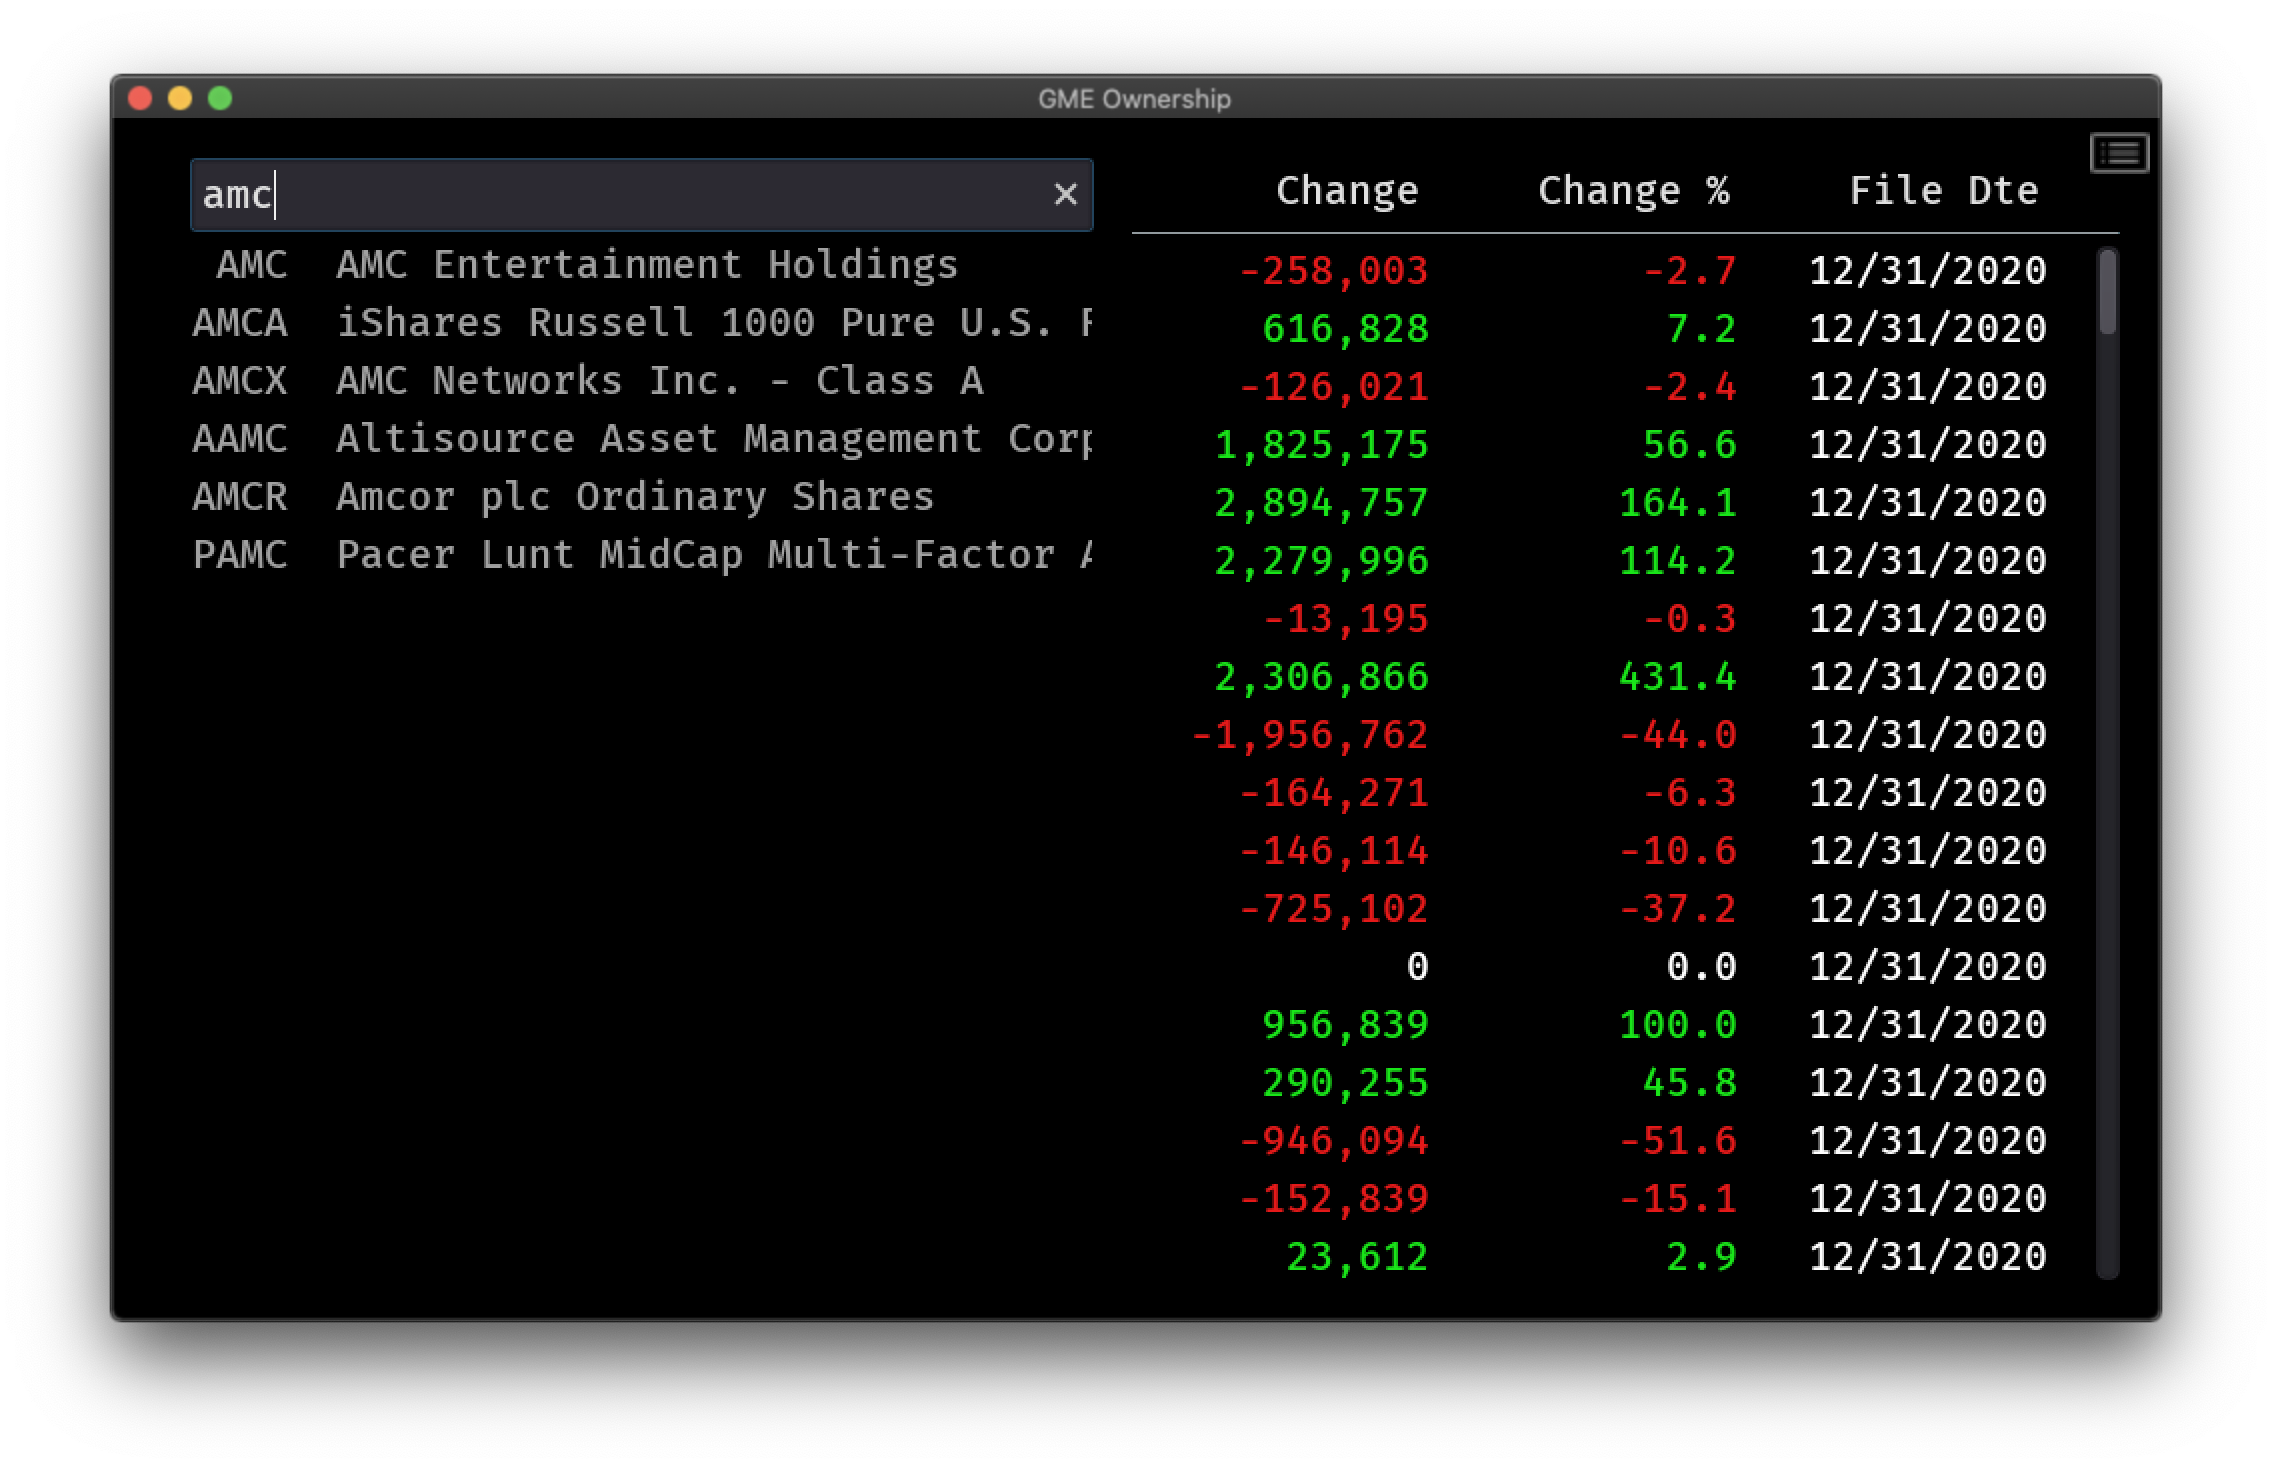 GME Ownership
amc
Change Change % File Dte
AMC AMC Entertainment Holdings
AMCA iShares Russell 1000 Pure U.S.
AMCX AMC Networks Inc. - Class A
AAMC Altisource Asset Management Corp
AMCR Amcor plc Ordinary Shares
PAMC Pacer Lunt MidCap Multi-Factor
-258,003 -2.7 12/31/2020
616,828 7.2 12/31/2020
-126,021 -2.4 12/31/2020
1,825,175 56.6 12/31/2020
2,894,757 164.1 12/31/2020
2,279,996 114.2 12/31/2020
-13,195 -0.3 12/31/2020
2,306,866 431.4 12/31/2020
-1,956,762 -44.0 12/31/2020
-164,271 -6.3 12/31/2020
-146,114 -10.6 12/31/2020
-725,102 -37.2 12/31/2020
0 0.0 12/31/2020
956,839 100.0 12/31/2020
290,255 45.8 12/31/2020
-946,094 -51.6 12/31/2020
-152,839 -15.1 12/31/2020
23,612 2.9 12/31/2020